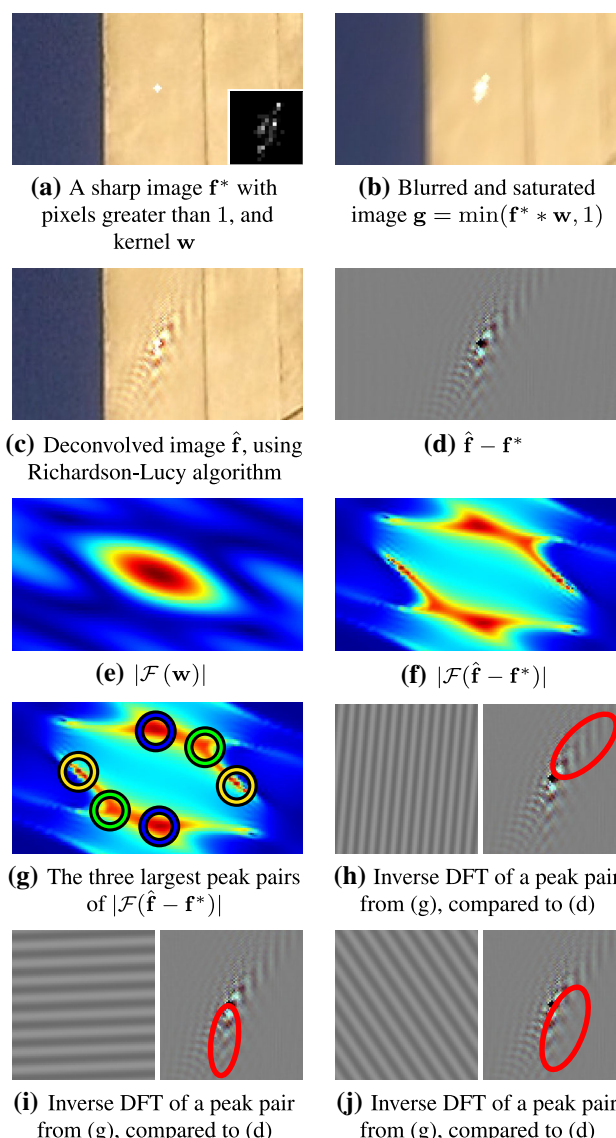 (a) A sharp image f* with
pixels greater than 1, and
kernel w
(b) Blurred and saturated
image g = min(f* * w, 1)
(c) Deconvolved image f̂, using
Richardson-Lucy algorithm
(d) f̂ − f*
(e) |ℱ(w)|
(f) |ℱ(f̂ − f*)|
(g) The three largest peak pairs
of |ℱ(f̂ − f*)|
(h) Inverse DFT of a peak pair
from (g), compared to (d)
(i) Inverse DFT of a peak pair
from (g), compared to (d)
(j) Inverse DFT of a peak pair
from (g), compared to (d)